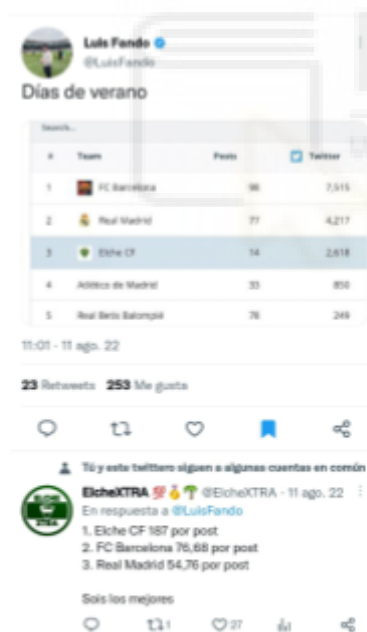 Luis Fando
@LuisFando
Días de verano
Search...
# Team Posts Twitter
1 FC Barcelona 98 7,515
2 Real Madrid 77 4,217
3 Elche CF 14 2,618
4 Atlético de Madrid 33 850
5 Real Betis Balompié 78 249
11:01 - 11 ago. 22
23 Retweets 253 Me gusta
Tú y este twittero siguen a algunas cuentas en común
ElcheXTRA @ElcheXTRA - 11 ago. 22
En respuesta a @LuisFando
1. Elche CF 187 por post
2. FC Barcelona 76,68 por post
3. Real Madrid 54,76 por post
Sois los mejores
1 27